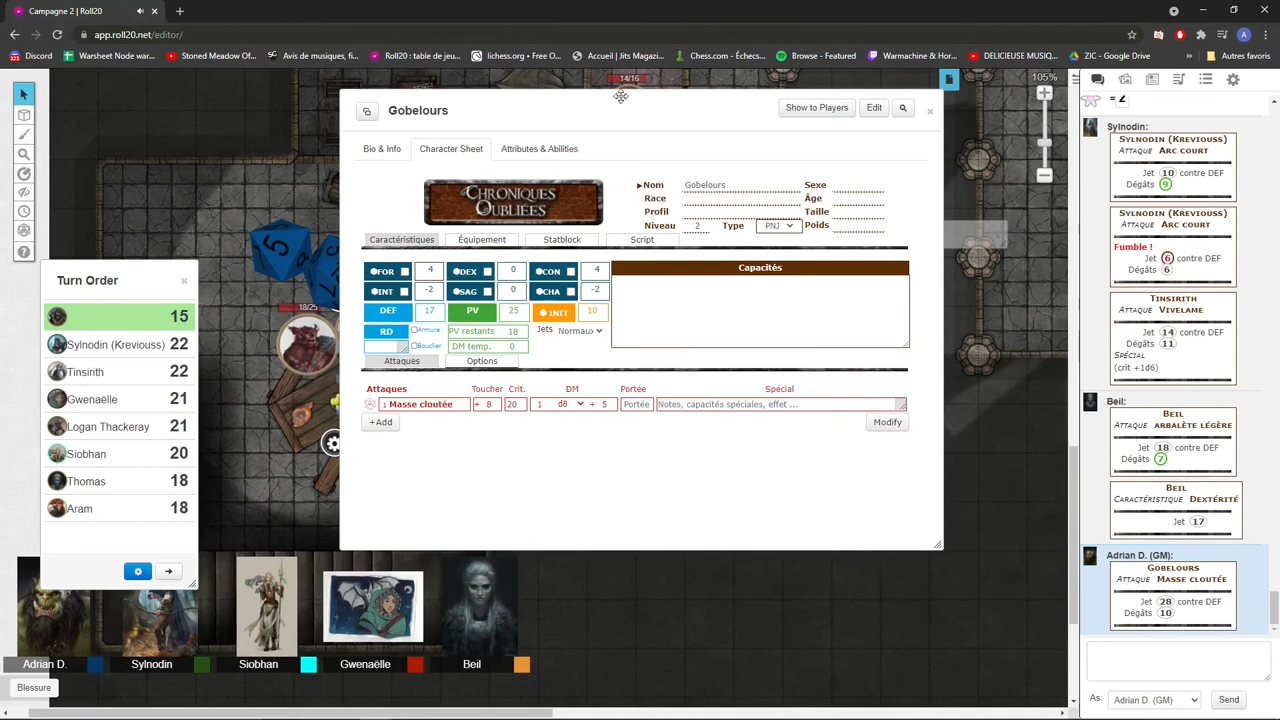 Campagne 2
app.roll20.net/editor/
Discord
Warsheet Node war...
Stoned Meadow Of...
Avis de musiques, fi...
Roll20 : table de jeu...
lichess.org • Free O...
Accueil | Jits Magazi...
Chess.com - Échecs...
Browse - Featured
Warmachine & Hor...
DELICIEUSE MUSIQ...
ZIC - Google Drive
Autres favoris
14/16
105%
Gobelours
Show to Players
Edit
Bio & Info
Character Sheet
Attributes & Abilities
CHRONIQUES
OUBLIÉES
Nom Gobelours Sexe
Race Âge
Profil Taille
Niveau 2 Type PNJ Poids
Caractéristiques Équipement Statblock Script
FOR 4 DEX 0 CON 4
INT -2 SAG 0 CHA -2
DEF 17 PV 25 INIT 10
RD Armure PV restants 18 Jets Normaux
Bouclier DM temp. 0
Capacités
Attaques Options
Attaques Toucher Crit. DM Portée Spécial
1 Masse cloutée + 8 20 1 d8 + 5 Portée Notes, capacités spéciales, effet ...
+Add
Modify
Turn Order
15
Sylnodin (Kreviouss) 22
Tinsirith 22
Gwenaëlle 21
Logan Thackeray 21
Siobhan 20
Thomas 18
Aram 18
18/25
5
Adrian D.
Sylnodin
Siobhan
Gwenaëlle
Beil
Blessure
= 2
Sylnodin:
SYLNODIN (KREVIOUSS)
ATTAQUE ARC COURT
Jet 10 contre DEF
Dégâts 9
SYLNODIN (KREVIOUSS)
ATTAQUE ARC COURT
Fumble !
Jet 6 contre DEF
Dégâts 6
TINSIRITH
ATTAQUE VIVELAME
Jet 14 contre DEF
Dégâts 11
SPÉCIAL
(crit +1d6)
Beil:
BEIL
ATTAQUE ARBALÈTE LÉGÈRE
Jet 18 contre DEF
Dégâts 7
BEIL
CARACTÉRISTIQUE DEXTÉRITÉ
Jet 17
Adrian D. (GM):
GOBELOURS
ATTAQUE MASSE CLOUTÉE
Jet 28 contre DEF
Dégâts 10
As: Adrian D. (GM)
Send